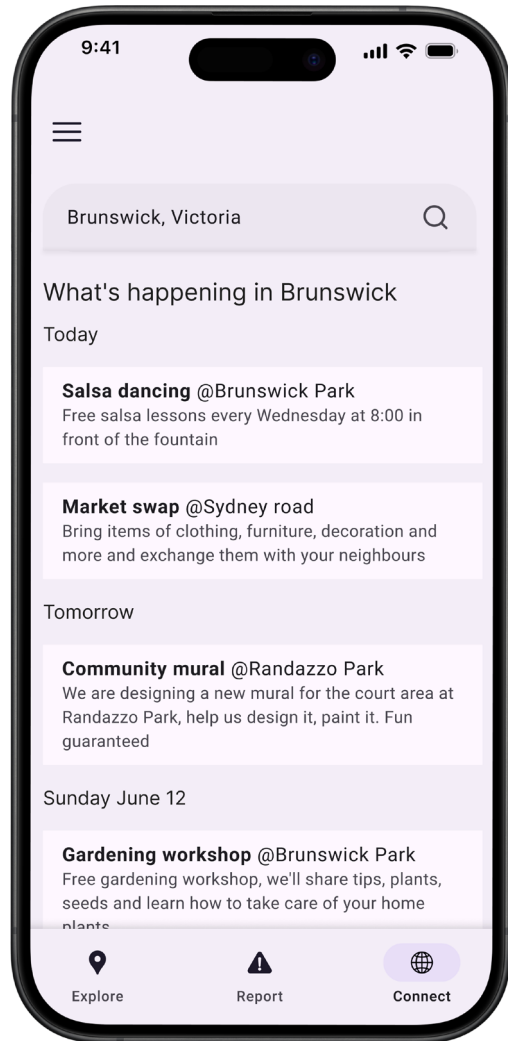 9:41
Brunswick, Victoria
What's happening in Brunswick
Today
Salsa dancing @Brunswick Park
Free salsa lessons every Wednesday at 8:00 in
front of the fountain
Market swap @Sydney road
Bring items of clothing, furniture, decoration and
more and exchange them with your neighbours
Tomorrow
Community mural @Randazzo Park
We are designing a new mural for the court area at
Randazzo Park, help us design it, paint it. Fun
guaranteed
Sunday June 12
Gardening workshop @Brunswick Park
Free gardening workshop, we'll share tips, plants,
seeds and learn how to take care of your home
plants
Explore
Report
Connect